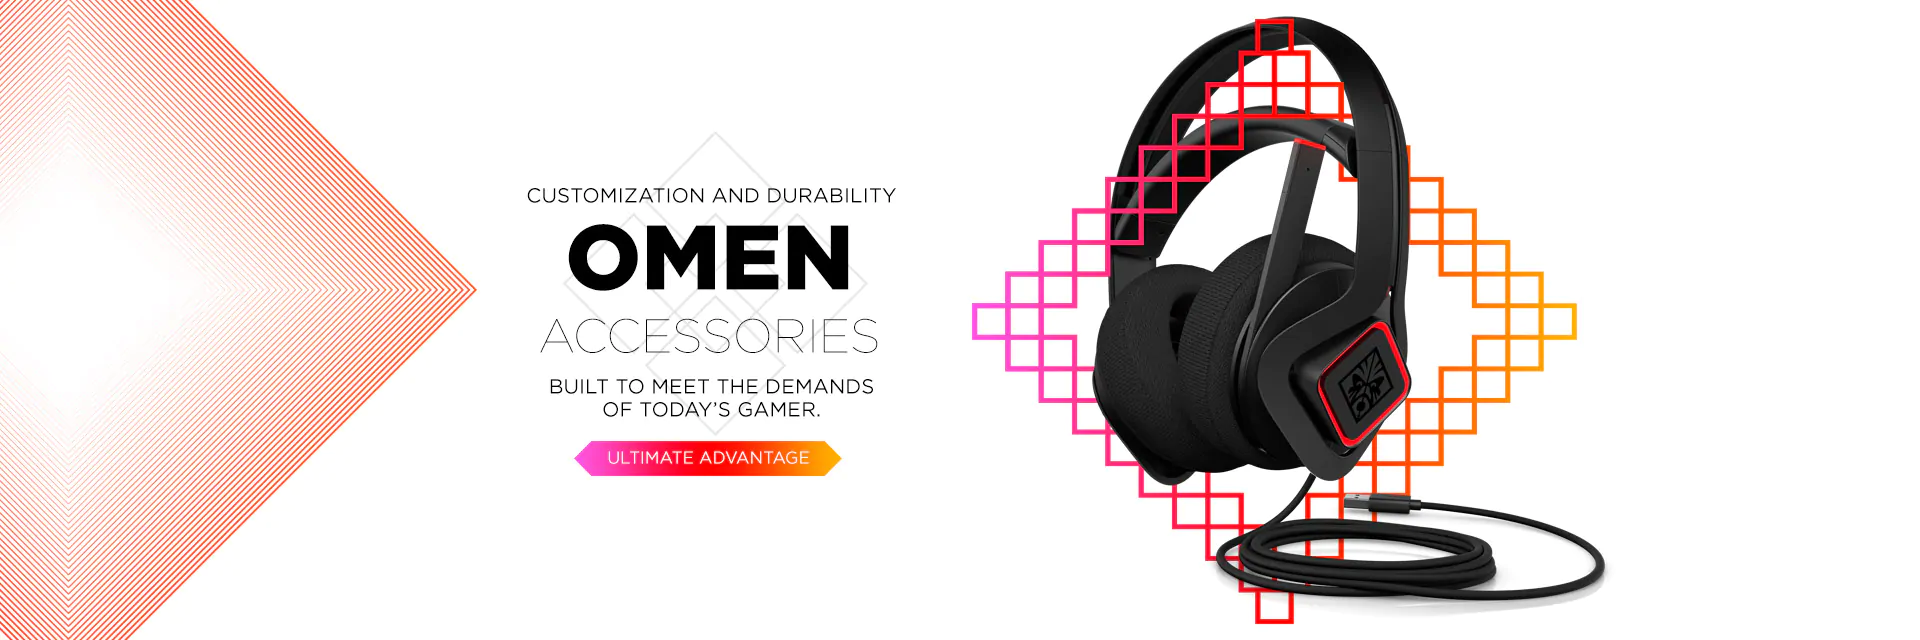 CUSTOMIZATION AND DURABILITY
OMEN
ACCESSORIES
BUILT TO MEET THE DEMANDS
OF TODAY'S GAMER.
ULTIMATE ADVANTAGE